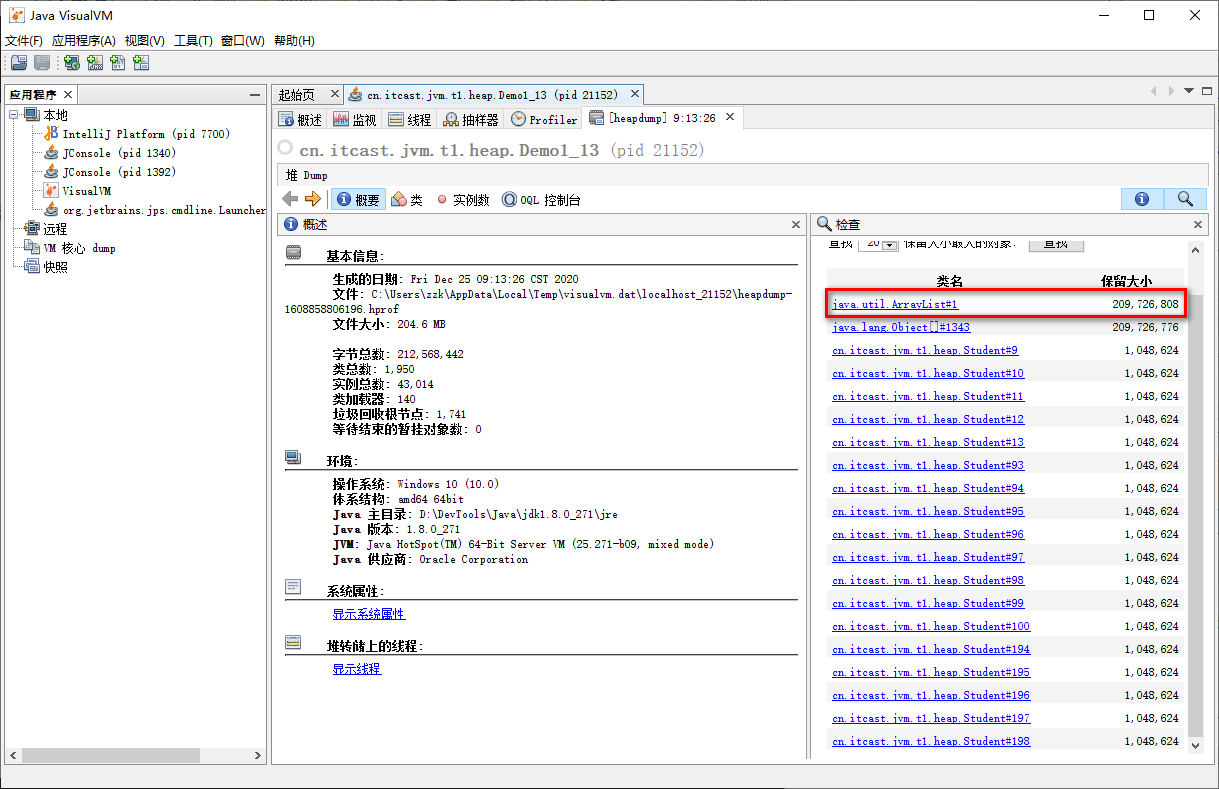 Java VisualVM
文件(F) 应用程序(A) 视图(V) 工具(T) 窗口(W) 帮助(H)
应用程序
本地
IntelliJ Platform (pid 7700)
JConsole (pid 1340)
JConsole (pid 1392)
VisualVM
org.jetbrains.jps.cmdline.Launcher
远程
VM 核心 dump
快照
起始页 cn.itcast.jvm.t1.heap.Demo1_13 (pid 21152)
概述 监视 线程 抽样器 Profiler [heapdump] 9:13:26
cn.itcast.jvm.t1.heap.Demo1_13 (pid 21152)
堆 Dump
概要 类 实例数 OQL 控制台
概述
基本信息:
生成的日期: Fri Dec 25 09:13:26 CST 2020
文件: C:\Users\zzk\AppData\Local\Temp\visualvm.dat\localhost_21152\heapdump-
1608858806196.hprof
文件大小: 204.6 MB
字节总数: 212,568,442
类总数: 1,950
实例总数: 43,014
类加载器: 140
垃圾回收根节点: 1,741
等待结束的暂挂对象数: 0
环境:
操作系统: Windows 10 (10.0)
体系结构: amd64 64bit
Java 主目录: D:\DevTools\Java\jdk1.8.0_271\jre
Java 版本: 1.8.0_271
JVM: Java HotSpot(TM) 64-Bit Server VM (25.271-b09, mixed mode)
Java 供应商: Oracle Corporation
系统属性:
显示系统属性
堆转储上的线程:
显示线程
检查
查找 20 保留大小最大的对象: 查找
类名 保留大小
java.util.ArrayList#1 209,726,808
java.lang.Object[]#1343 209,726,776
cn.itcast.jvm.t1.heap.Student#9 1,048,624
cn.itcast.jvm.t1.heap.Student#10 1,048,624
cn.itcast.jvm.t1.heap.Student#11 1,048,624
cn.itcast.jvm.t1.heap.Student#12 1,048,624
cn.itcast.jvm.t1.heap.Student#13 1,048,624
cn.itcast.jvm.t1.heap.Student#93 1,048,624
cn.itcast.jvm.t1.heap.Student#94 1,048,624
cn.itcast.jvm.t1.heap.Student#95 1,048,624
cn.itcast.jvm.t1.heap.Student#96 1,048,624
cn.itcast.jvm.t1.heap.Student#97 1,048,624
cn.itcast.jvm.t1.heap.Student#98 1,048,624
cn.itcast.jvm.t1.heap.Student#99 1,048,624
cn.itcast.jvm.t1.heap.Student#100 1,048,624
cn.itcast.jvm.t1.heap.Student#194 1,048,624
cn.itcast.jvm.t1.heap.Student#195 1,048,624
cn.itcast.jvm.t1.heap.Student#196 1,048,624
cn.itcast.jvm.t1.heap.Student#197 1,048,624
cn.itcast.jvm.t1.heap.Student#198 1,048,624